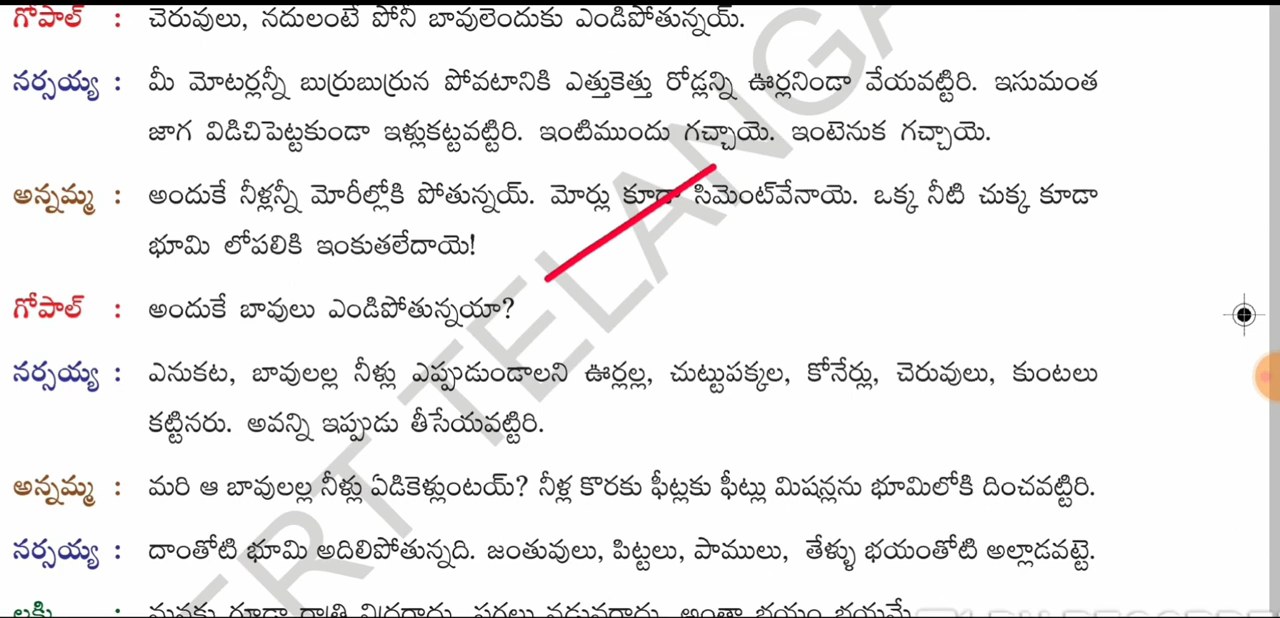 గోపాల్ : చెరువులు, నదులంటే పోనీ బావులెందుకు ఎండిపోతున్నయ్.
నర్సయ్య : మీ మోటర్లన్నీ బుర్రుబుర్రున పోవటానికి ఎత్తుకెత్తు రోడ్లన్ని ఊర్లనిండా వేయవట్టిరి. ఇసుమంత
జాగ విడిచిపెట్టకుండా ఇళ్లుకట్టవట్టిరి. ఇంటిముందు గచ్చాయె. ఇంటెనుక గచ్చాయె.
అన్నమ్మ : అందుకే నీళ్లన్నీ మోరీల్లోకి పోతున్నయ్. మోర్లు కూడా సిమెంట్‌వేనాయె. ఒక్క నీటి చుక్క కూడా
భూమి లోపలికి ఇంకుతలేదాయె!
గోపాల్ : అందుకే బావులు ఎండిపోతున్నయా?
నర్సయ్య : ఎనుకట, బావులల్ల నీళ్లు ఎప్పుడుండాలని ఊర్లల్ల, చుట్టుపక్కల, కోనేర్లు, చెరువులు, కుంటలు
కట్టినరు. అవన్ని ఇప్పుడు తీసేయవట్టిరి.
అన్నమ్మ : మరి ఆ బావులల్ల నీళ్లు ఏడికెళ్లుంటయ్? నీళ్ల కొరకు ఫీట్లకు ఫీట్లు మిషన్లను భూమిలోకి దించవట్టిరి.
నర్సయ్య : దాంతోటి భూమి అదిలిపోతున్నది. జంతువులు, పిట్టలు, పాములు, తేళ్ళు భయంతోటి అల్లాడవట్టె.